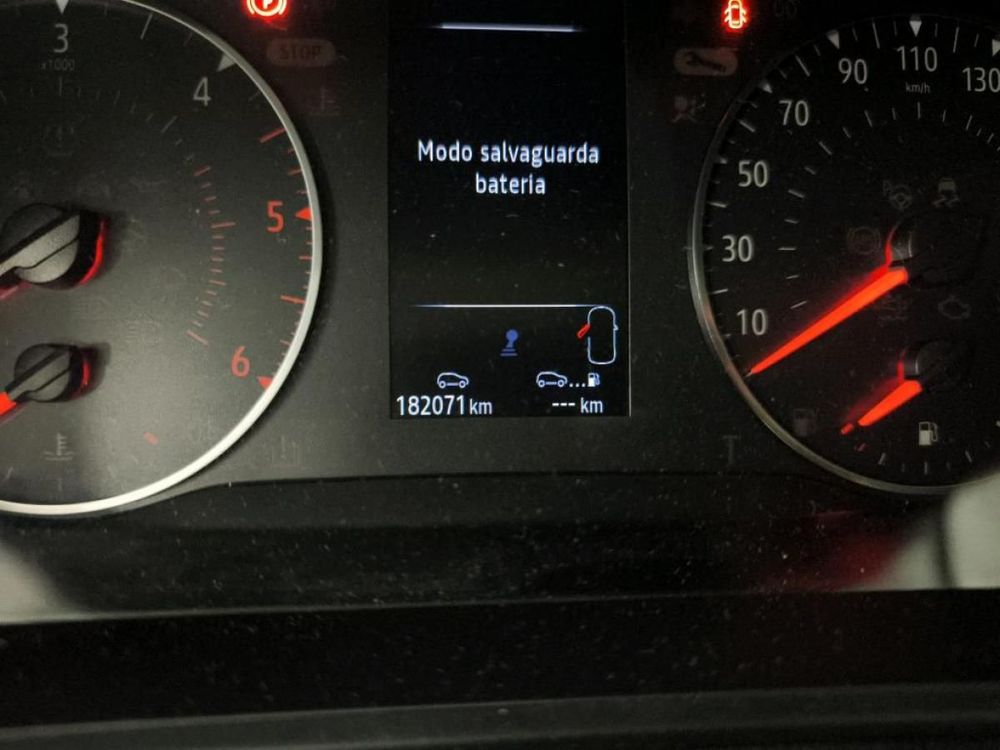 3
x1000
STOP
4
5
6
Modo salvaguarda
bateria
182071 km
--- km
10
30
50
70
90
110
130
km/h